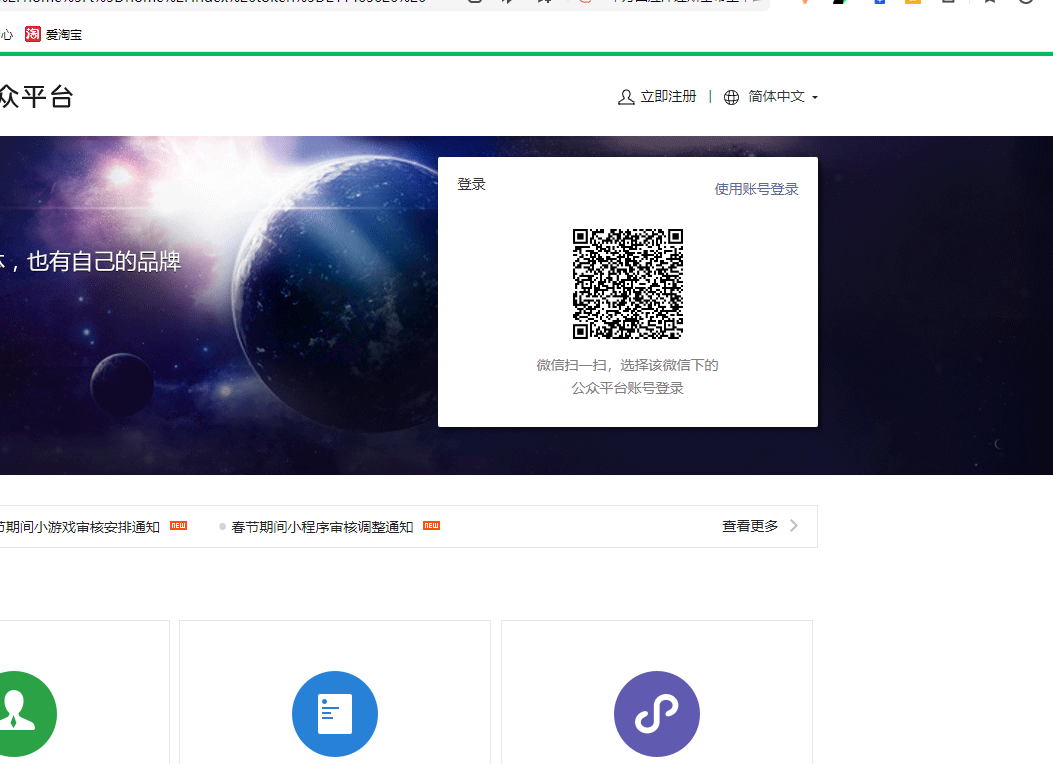 心 淘 爱淘宝
众平台
立即注册 | 简体中文
登录
使用账号登录
，也有自己的品牌
微信扫一扫，选择该微信下的
公众平台账号登录
节期间小游戏审核安排通知 NEW 春节期间小程序审核调整通知 NEW 查看更多